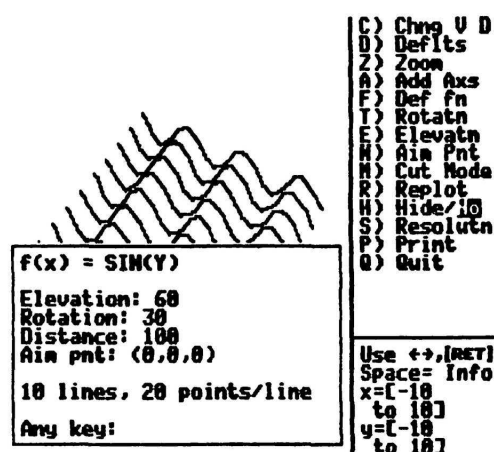 C) Chng V D
D) Deflts
Z) Zoom
A) Add Axs
F) Def fn
T) Rotatn
E) Elevatn
N) Aim Pnt
M) Cut Mode
R) Replot
H) Hide/io
S) Resolutn
P) Print
Q) Quit
f(x) = SIN(Y)
Elevation: 60
Rotation: 30
Distance: 100
Aim pnt: (0,0,0)
10 lines, 20 points/line
Any key:
Use ←→,[RET]
Space= Info
x=[-10
to 10]
y=[-10
to 10]